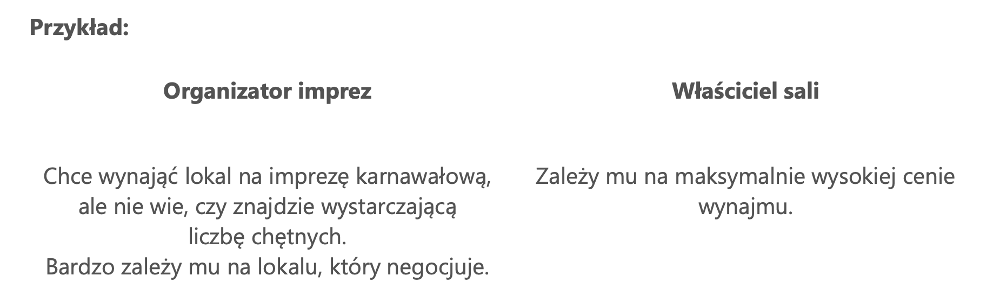 Przykład:
Organizator imprez
Właściciel sali
Chce wynająć lokal na imprezę karnawałową,
ale nie wie, czy znajdzie wystarczającą
liczbę chętnych.
Bardzo zależy mu na lokalu, który negocjuje.
Zależy mu na maksymalnie wysokiej cenie
wynajmu.